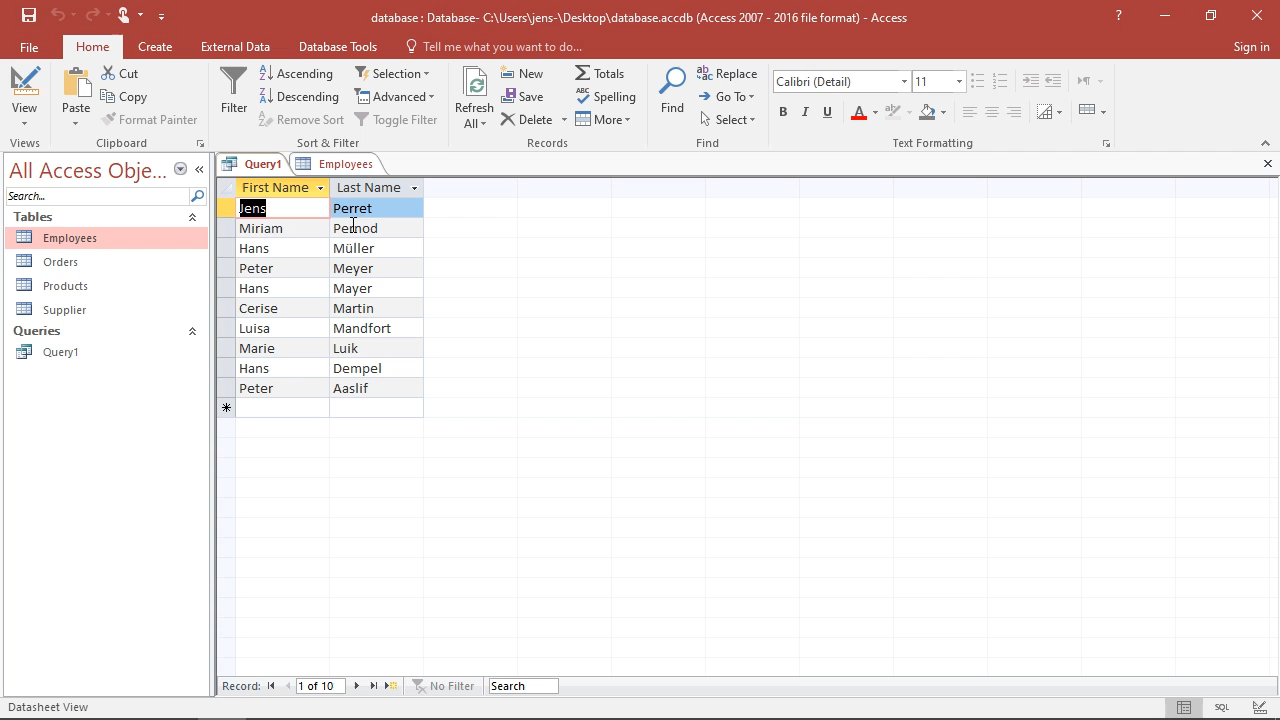 database : Database- C:\Users\jens-\Desktop\database.accdb (Access 2007 - 2016 file format) - Access
?
File Home Create External Data Database Tools Tell me what you want to do... Sign in
View
Views
Paste
Cut
Copy
Format Painter
Clipboard
Filter
Ascending
Descending
Remove Sort
Selection
Advanced
Toggle Filter
Sort & Filter
Refresh
All
New
Save
Delete
Totals
Spelling
More
Records
Find
Replace
Go To
Select
Find
Calibri (Detail) 11
B I U A
Text Formatting
All Access Obje...
Search...
Tables
Employees
Orders
Products
Supplier
Queries
Query1
Query1 Employees
First Name Last Name
Jens Perret
Miriam Pernod
Hans Müller
Peter Meyer
Hans Mayer
Cerise Martin
Luisa Mandfort
Marie Luik
Hans Dempel
Peter Aaslif
Record: 1 of 10 No Filter Search
Datasheet View SQL